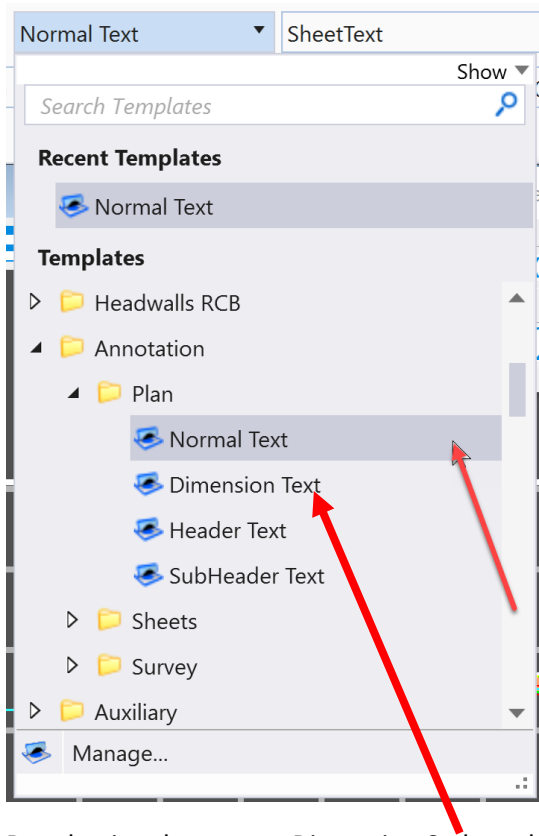 Normal Text SheetText
Show
Search Templates
Recent Templates
Normal Text
Templates
Headwalls RCB
Annotation
Plan
Normal Text
Dimension Text
Header Text
SubHeader Text
Sheets
Survey
Auxiliary
Manage...